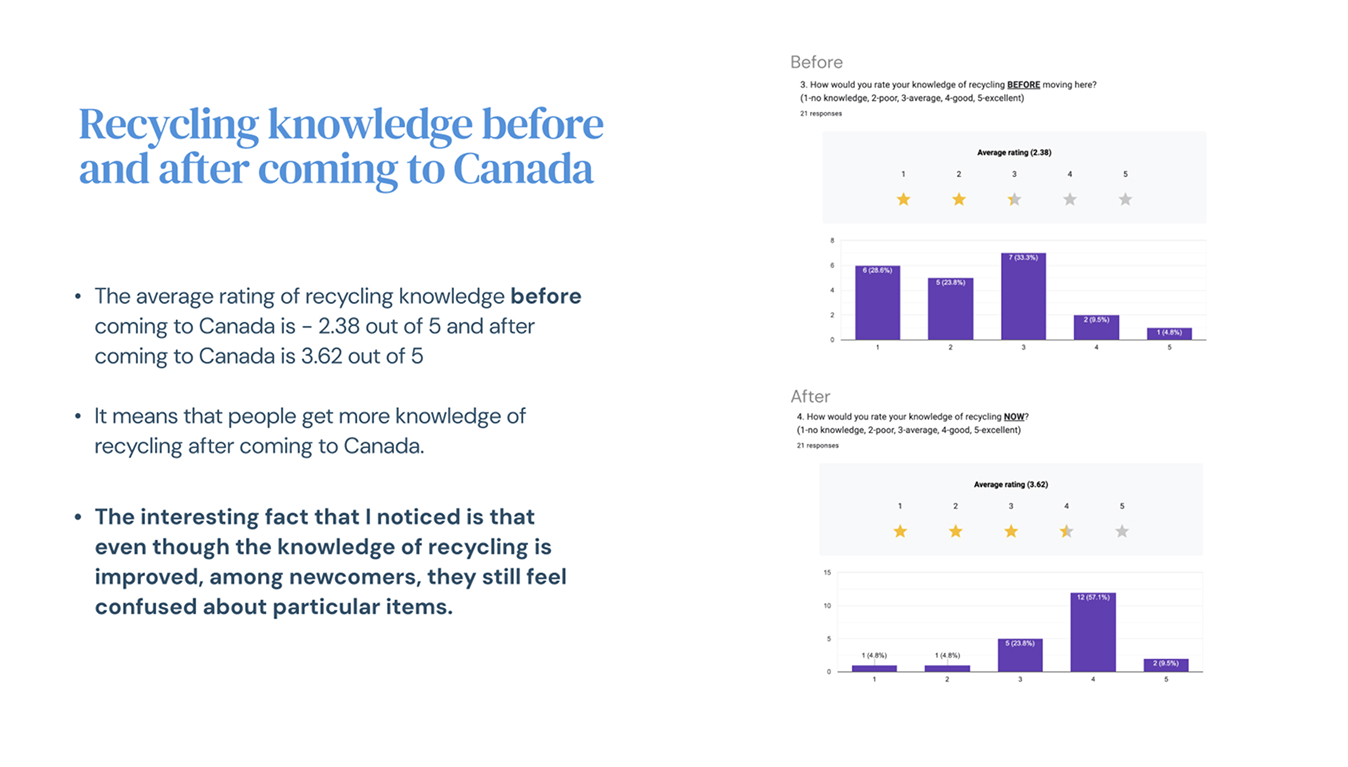 Recycling knowledge before
and after coming to Canada
• The average rating of recycling knowledge before
coming to Canada is - 2.38 out of 5 and after
coming to Canada is 3.62 out of 5
• It means that people get more knowledge of
recycling after coming to Canada.
• The interesting fact that I noticed is that
even though the knowledge of recycling is
improved, among newcomers, they still feel
confused about particular items.
Before
3. How would you rate your knowledge of recycling BEFORE moving here?
(1-no knowledge, 2-poor, 3-average, 4-good, 5-excellent)
21 responses
Average rating (2.38)
1 2 3 4 5
8
6
4
2
0
6 (28.6%)
5 (23.8%)
7 (33.3%)
2 (9.5%)
1 (4.8%)
1 2 3 4 5
After
4. How would you rate your knowledge of recycling NOW?
(1-no knowledge, 2-poor, 3-average, 4-good, 5-excellent)
21 responses
Average rating (3.62)
1 2 3 4 5
15
10
5
0
1 (4.8%)
1 (4.8%)
5 (23.8%)
12 (57.1%)
2 (9.5%)
1 2 3 4 5